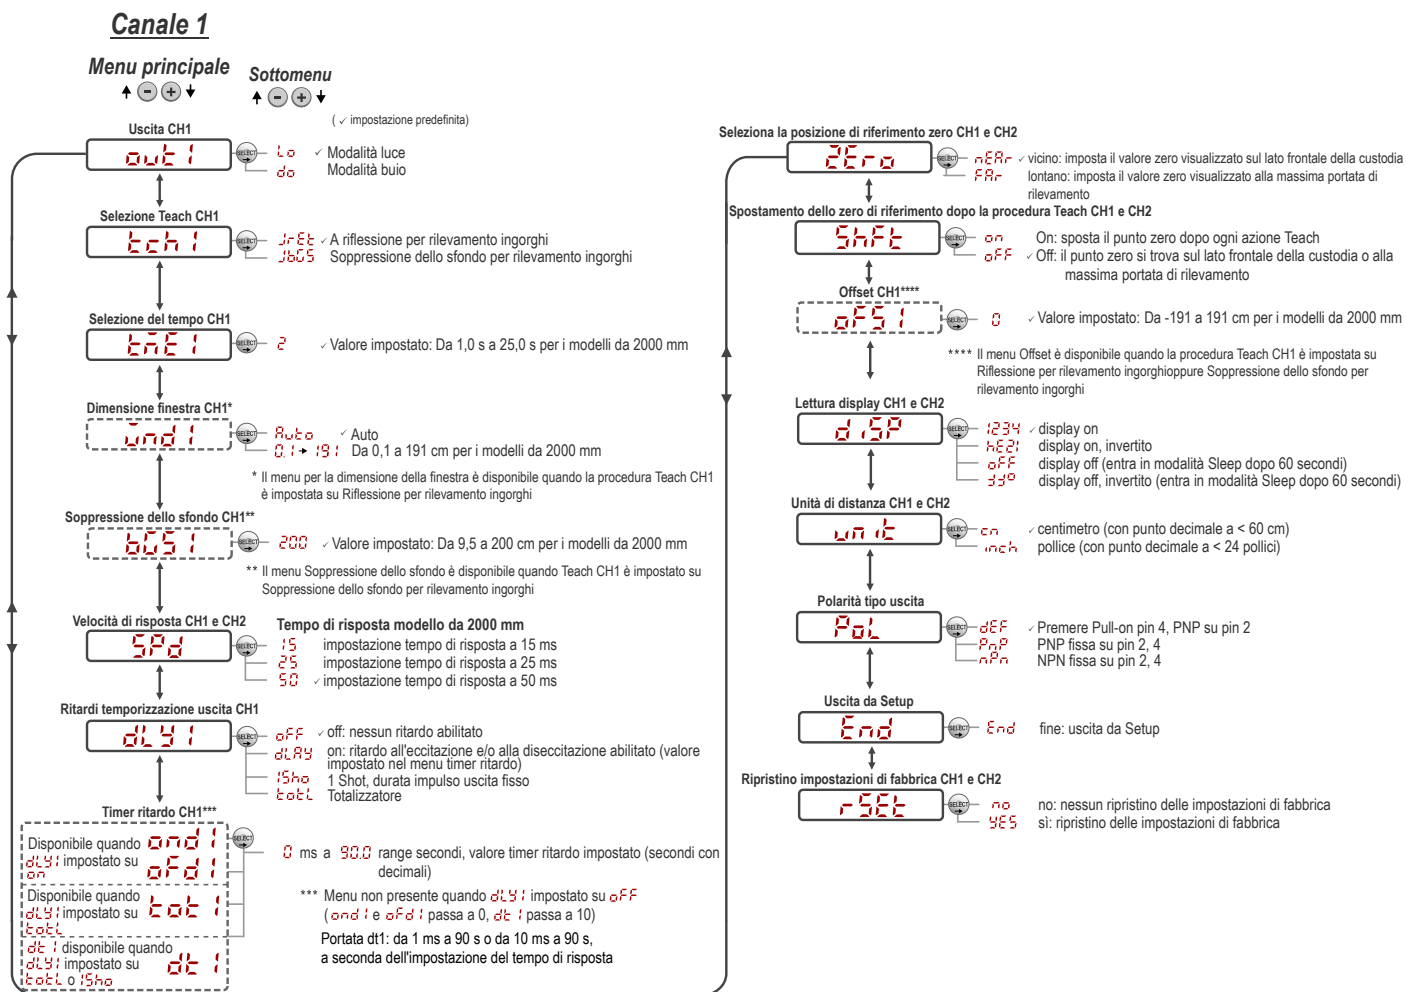 Canale 1
Menu principale
Sottomenu
( ✓ impostazione predefinita)
Uscita CH1
out1
SELECT
Lo ✓ Modalità luce
do Modalità buio
Selezione Teach CH1
tch1
SELECT
JrEt ✓ A riflessione per rilevamento ingorghi
JbGS Soppressione dello sfondo per rilevamento ingorghi
Selezione del tempo CH1
tmE1
SELECT
2 ✓ Valore impostato: Da 1,0 s a 25,0 s per i modelli da 2000 mm
Dimensione finestra CH1*
wnd1
SELECT
Auto ✓ Auto
0.1 → 191 Da 0,1 a 191 cm per i modelli da 2000 mm
* Il menu per la dimensione della finestra è disponibile quando la procedura Teach CH1
è impostata su Riflessione per rilevamento ingorghi
Soppressione dello sfondo CH1**
bGS1
SELECT
200 ✓ Valore impostato: Da 9,5 a 200 cm per i modelli da 2000 mm
** Il menu Soppressione dello sfondo è disponibile quando Teach CH1 è impostato su
Soppressione dello sfondo per rilevamento ingorghi
Velocità di risposta CH1 e CH2
SPd
SELECT
Tempo di risposta modello da 2000 mm
15 impostazione tempo di risposta a 15 ms
25 impostazione tempo di risposta a 25 ms
50 ✓ impostazione tempo di risposta a 50 ms
Ritardi temporizzazione uscita CH1
dLY1
SELECT
oFF ✓ off: nessun ritardo abilitato
dLAY on: ritardo all'eccitazione e/o alla diseccitazione abilitato (valore
impostato nel menu timer ritardo)
1Sho 1 Shot, durata impulso uscita fisso
totL Totalizzatore
Timer ritardo CH1***
Disponibile quando
dLY1 impostato su
on
ond1
oFd1
SELECT
Disponibile quando
dLY1 impostato su
totL
tot1
dt1 disponibile quando
dLY1 impostato su
totL o 1Sho
dt1
0 ms a 90.0 range secondi, valore timer ritardo impostato (secondi con
decimali)
*** Menu non presente quando dLY1 impostato su oFF
(ond1 e oFd1 passa a 0, dt1 passa a 10)
Portata dt1: da 1 ms a 90 s o da 10 ms a 90 s,
a seconda dell'impostazione del tempo di risposta
Seleziona la posizione di riferimento zero CH1 e CH2
ZEro
SELECT
nEAr ✓ vicino: imposta il valore zero visualizzato sul lato frontale della custodia
FAr lontano: imposta il valore zero visualizzato alla massima portata di
rilevamento
Spostamento dello zero di riferimento dopo la procedura Teach CH1 e CH2
ShFt
SELECT
on On: sposta il punto zero dopo ogni azione Teach
oFF ✓ Off: il punto zero si trova sul lato frontale della custodia o alla
massima portata di rilevamento
Offset CH1****
oFS1
SELECT
0 ✓ Valore impostato: Da -191 a 191 cm per i modelli da 2000 mm
**** Il menu Offset è disponibile quando la procedura Teach CH1 è impostata su
Riflessione per rilevamento ingorghioppure Soppressione dello sfondo per
rilevamento ingorghi
Lettura display CH1 e CH2
diSP
SELECT
1234 ✓ display on
hEZI display on, invertito
oFF display off (entra in modalità Sleep dopo 60 secondi)
display off, invertito (entra in modalità Sleep dopo 60 secondi)
Unità di distanza CH1 e CH2
unit
SELECT
cm ✓ centimetro (con punto decimale a < 60 cm)
inch pollice (con punto decimale a < 24 pollici)
Polarità tipo uscita
PoL
SELECT
dEF ✓ Premere Pull-on pin 4, PNP su pin 2
PnP PNP fissa su pin 2, 4
nPn NPN fissa su pin 2, 4
Uscita da Setup
End
SELECT
End fine: uscita da Setup
Ripristino impostazioni di fabbrica CH1 e CH2
rSEt
SELECT
no no: nessun ripristino delle impostazioni di fabbrica
YES sì: ripristino delle impostazioni di fabbrica